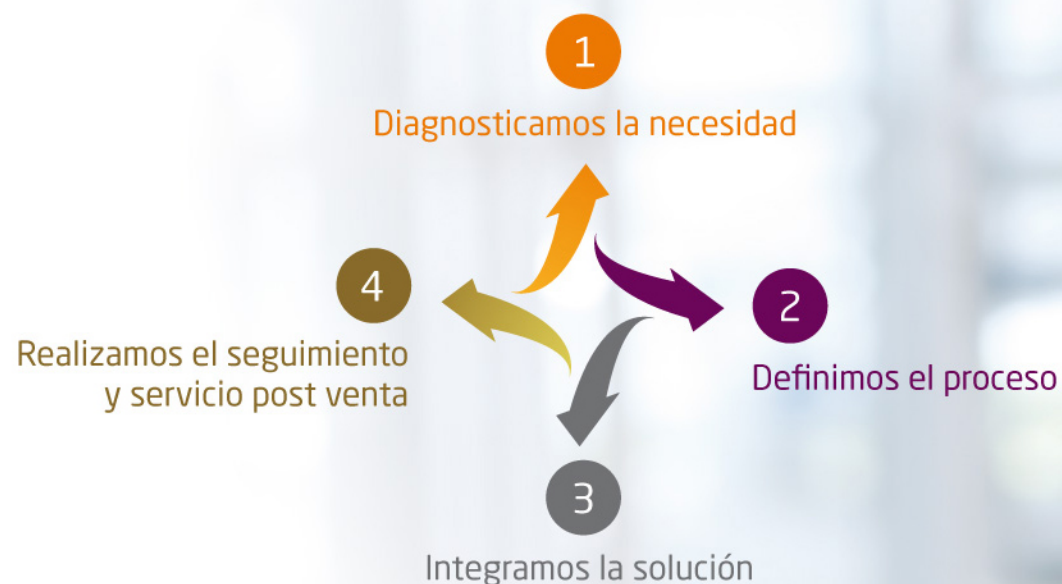 1
Diagnosticamos la necesidad
2
Definimos el proceso
3
Integramos la solución
4
Realizamos el seguimiento
y servicio post venta